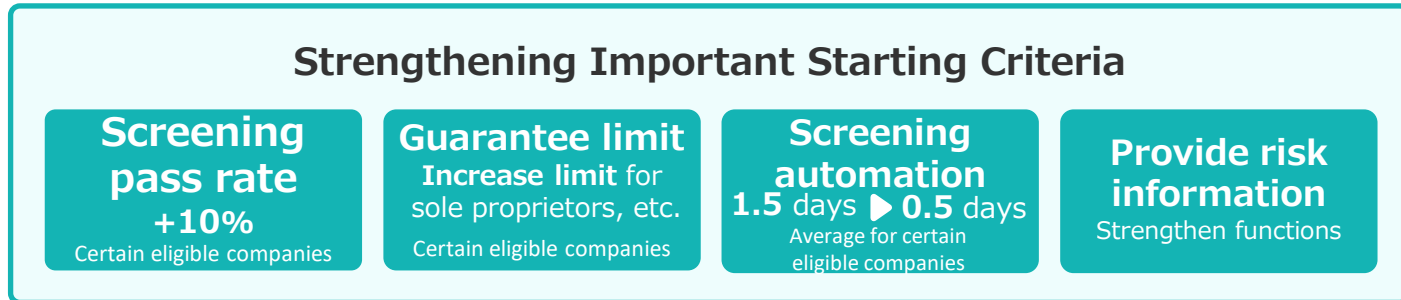 Strengthening Important Starting Criteria
Screening
pass rate
+10%
Certain eligible companies
Guarantee limit
Increase limit for
sole proprietors, etc.
Certain eligible companies
Screening
automation
1.5 days ▶ 0.5 days
Average for certain
eligible companies
Provide risk
information
Strengthen functions